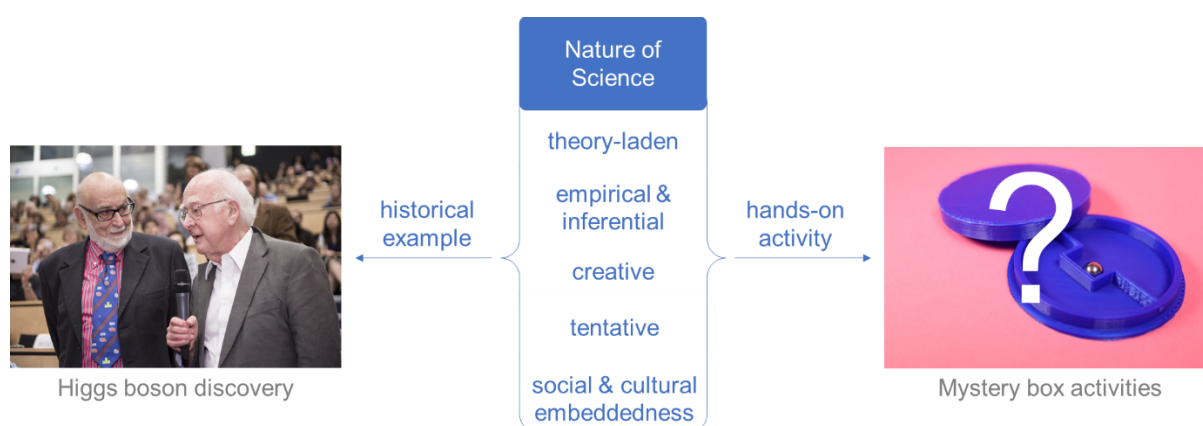 Nature of
Science
theory-laden
empirical &
inferential
creative
tentative
social & cultural
embeddedness
historical
example
hands-on
activity
?
Higgs boson discovery
Mystery box activities